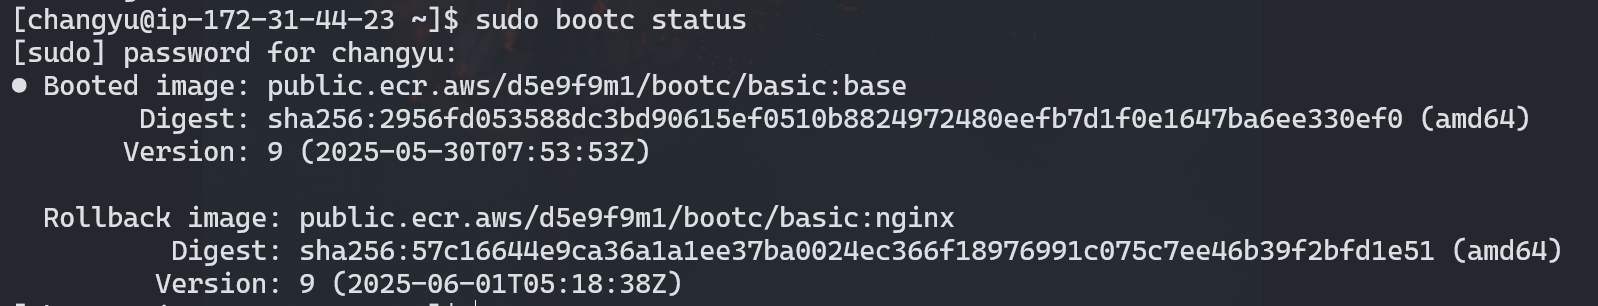 [changyu@ip-172-31-44-23 ~]$ sudo bootc status
[sudo] password for changyu:
● Booted image: public.ecr.aws/d5e9f9m1/bootc/basic:base
Digest: sha256:2956fd053588dc3bd90615ef0510b8824972480eefb7d1f0e1647ba6ee330ef0 (amd64)
Version: 9 (2025-05-30T07:53:53Z)
Rollback image: public.ecr.aws/d5e9f9m1/bootc/basic:nginx
Digest: sha256:57c16644e9ca36a1a1ee37ba0024ec366f18976991c075c7ee46b39f2bfd1e51 (amd64)
Version: 9 (2025-06-01T05:18:38Z)